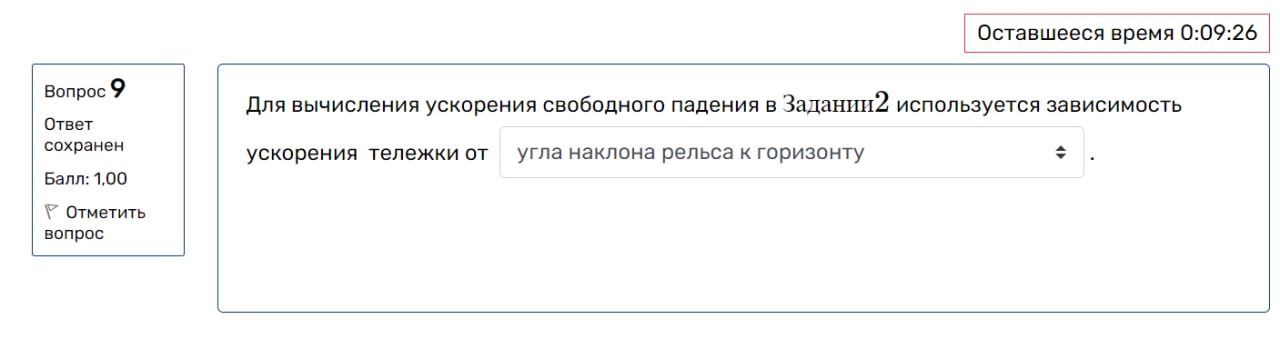 Оставшееся время 0:09:26
Вопрос 9
Ответ
сохранен
Балл: 1,00
Отметить
вопрос
Для вычисления ускорения свободного падения в Задании2 используется зависимость
ускорения тележки от угла наклона рельса к горизонту .